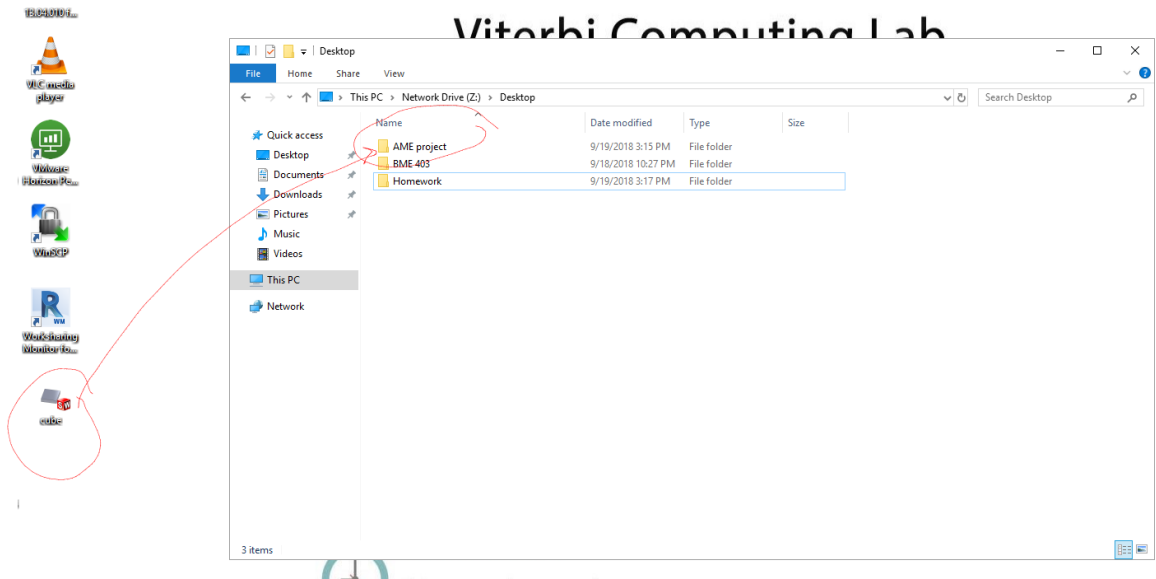 Viterbi Computing Lab
VLC media
player
VMware
Horizon Pe...
WinSCP
Worksharing
Monitor fo...
cube
Desktop
File Home Share View
This PC > Network Drive (Z:) > Desktop
Search Desktop
Quick access
Desktop
Documents
Downloads
Pictures
Music
Videos
This PC
Network
Name Date modified Type Size
AME project 9/19/2018 3:15 PM File folder
BME 403 9/18/2018 10:27 PM File folder
Homework 9/19/2018 3:17 PM File folder
3 items